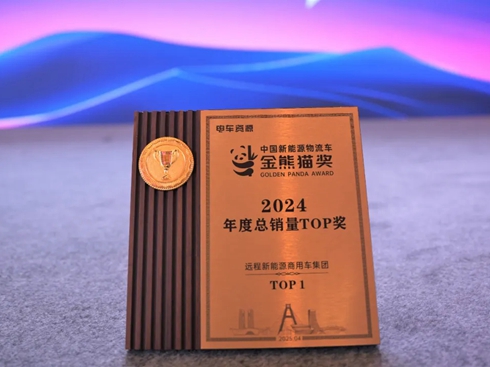 电车资源
中国新能源物流车
金熊猫奖
GOLDEN PANDA AWARD
2024
年度总销量TOP奖
远程新能源商用车集团
TOP 1
2025.04